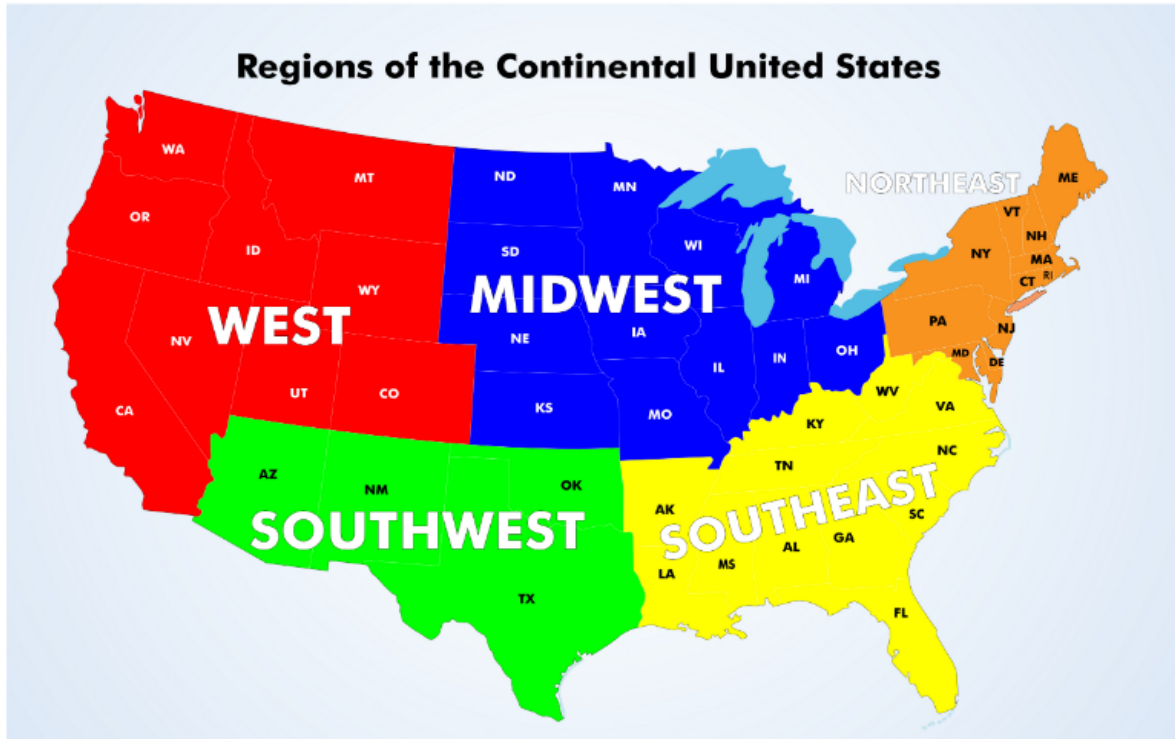 Regions of the Continental United States
WA
MT
ND
MN
ME
NORTHEAST
VT
OR
NH
ID
SD
WI
NY
MA
RI
CT
MI
WY
MIDWEST
WEST
NV
NE
IA
PA
NJ
OH
MD
DE
IN
IL
UT
CO
WV
CA
KS
MO
VA
KY
NC
TN
AZ
NM
OK
AK
SOUTHEAST
SC
SOUTHWEST
GA
AL
MS
LA
TX
FL